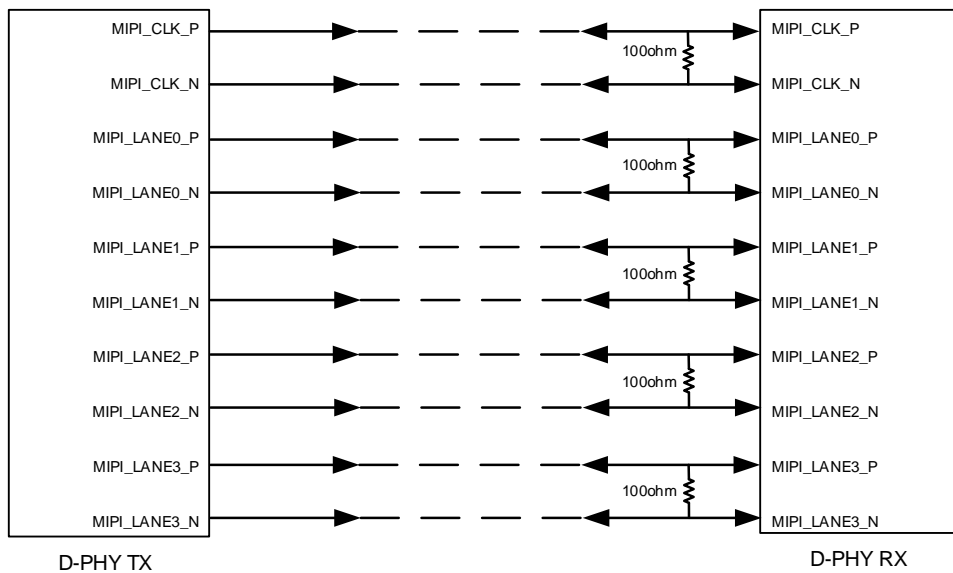 MIPI_CLK_P
MIPI_CLK_P
100ohm
MIPI_CLK_N
MIPI_CLK_N
MIPI_LANE0_P
MIPI_LANE0_P
100ohm
MIPI_LANE0_N
MIPI_LANE0_N
MIPI_LANE1_P
MIPI_LANE1_P
100ohm
MIPI_LANE1_N
MIPI_LANE1_N
MIPI_LANE2_P
MIPI_LANE2_P
100ohm
MIPI_LANE2_N
MIPI_LANE2_N
MIPI_LANE3_P
MIPI_LANE3_P
100ohm
MIPI_LANE3_N
MIPI_LANE3_N
D-PHY TX
D-PHY RX